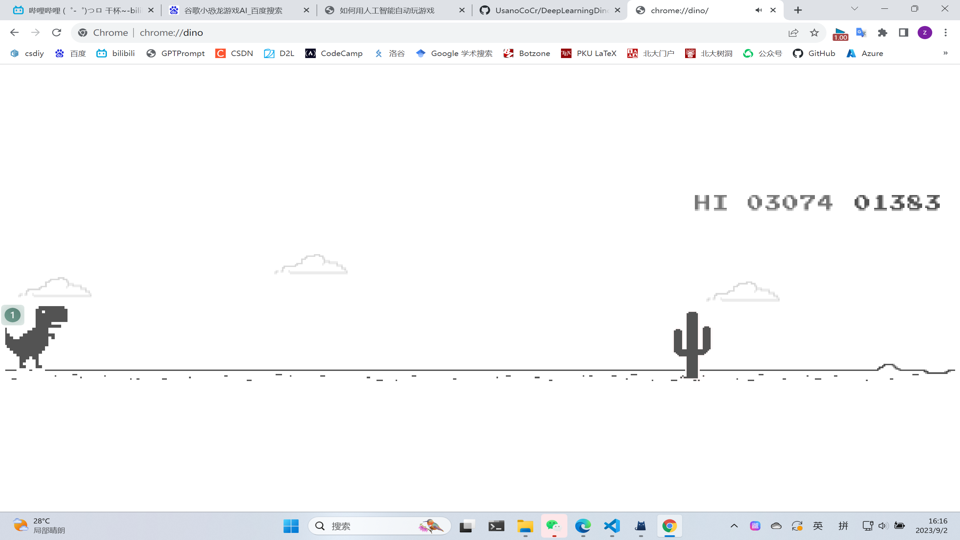 哔哩哔哩 (゜-゜)つロ 干杯~-bili
谷歌小恐龙游戏AI_百度搜索
如何用人工智能自动玩游戏
UsanoCoCr/DeepLearningDin
chrome://dino/
Chrome | chrome://dino
1.00
z
csdiy
百度
bilibili
GPTPrompt
CSDN
D2L
CodeCamp
洛谷
Google 学术搜索
Botzone
PKU LaTeX
北大门户
北大树洞
公众号
GitHub
Azure
»
HI 03074 01383
1
28°C
局部晴朗
搜索
英
拼
16:16
2023/9/2